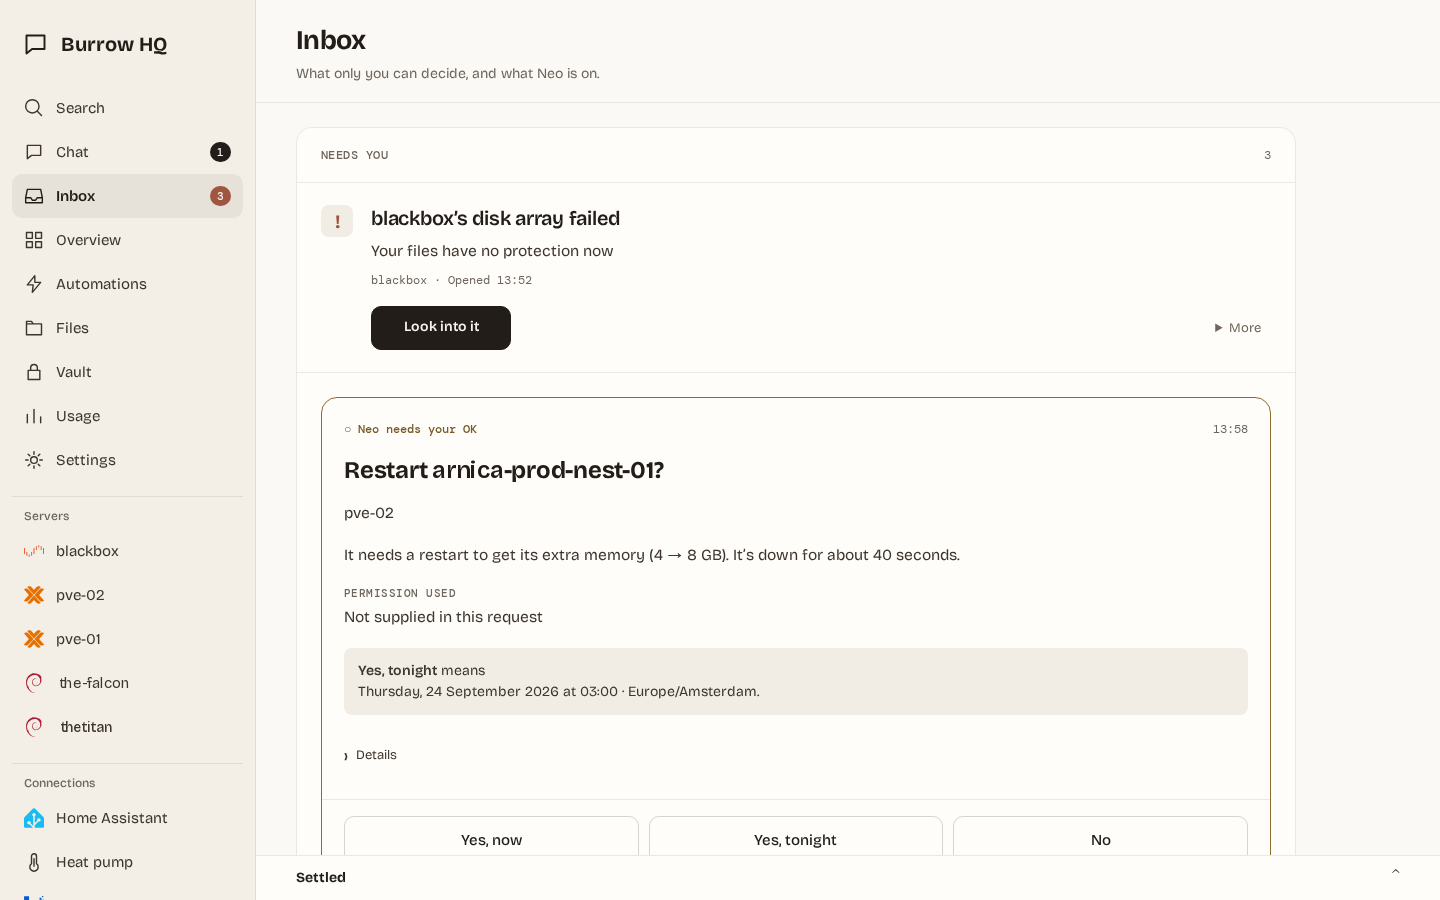 Burrow HQ
Search
Chat 1
Inbox 3
Overview
Automations
Files
Vault
Usage
Settings
Servers
blackbox
pve-02
pve-01
the-falcon
thetitan
Connections
Home Assistant
Heat pump
Inbox
What only you can decide, and what Neo is on.
NEEDS YOU 3
! blackbox's disk array failed
Your files have no protection now
blackbox · Opened 13:52
Look into it
▶ More
○ Neo needs your OK 13:58
Restart arnica-prod-nest-01?
pve-02
It needs a restart to get its extra memory (4 → 8 GB). It's down for about 40 seconds.
PERMISSION USED
Not supplied in this request
Yes, tonight means
Thursday, 24 September 2026 at 03:00 · Europe/Amsterdam.
› Details
Yes, now
Yes, tonight
No
Settled